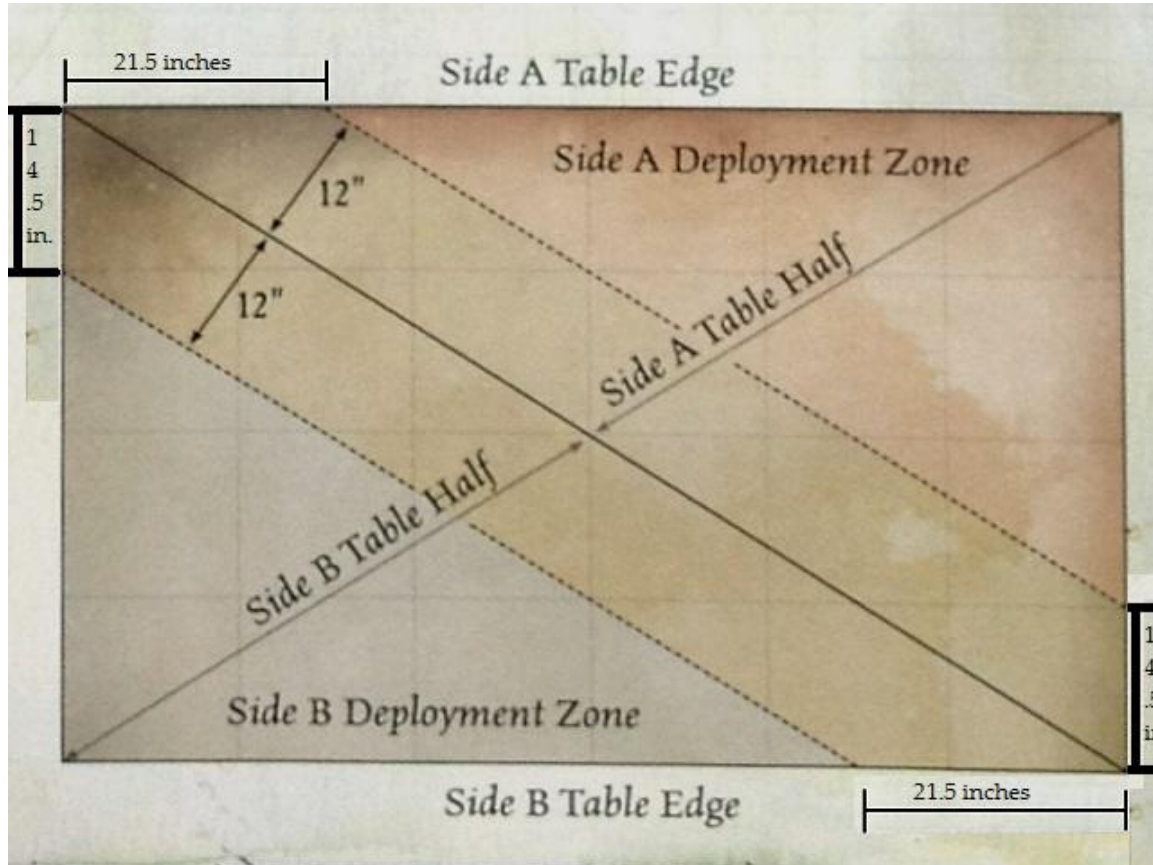 21.5 inches
Side A Table Edge
1
4
.5
in.
Side A Deployment Zone
12"
12"
Side A Table Half
Side B Table Half
Side B Deployment Zone
1
4
.5
in
21.5 inches
Side B Table Edge